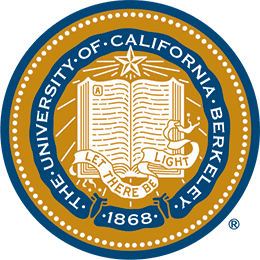 THE·UNIVERSITY·OF·CALIFORNIA·BERKELEY
A
LET THERE BE
LIGHT
·1868·
®